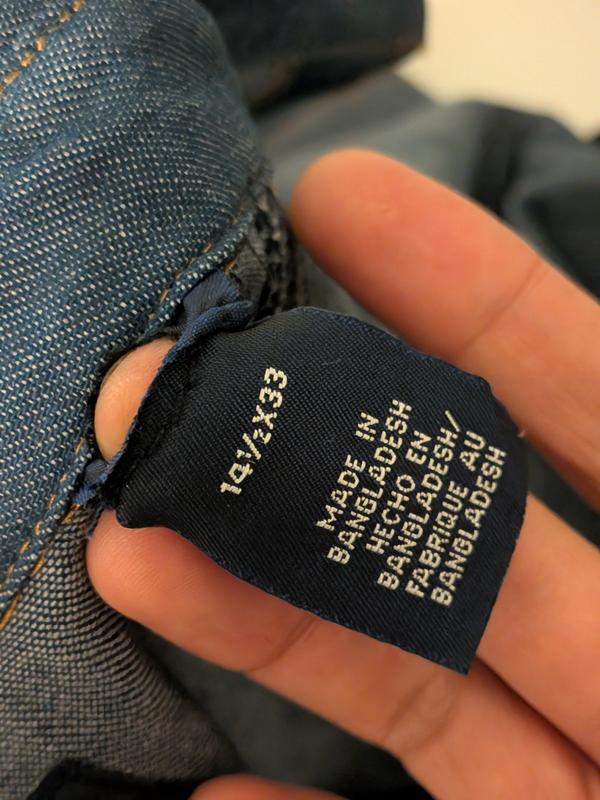 14½X33
MADE IN
BANGLADESH
HECHO EN
BANGLADESH/
FABRIQUE AU
BANGLADESH